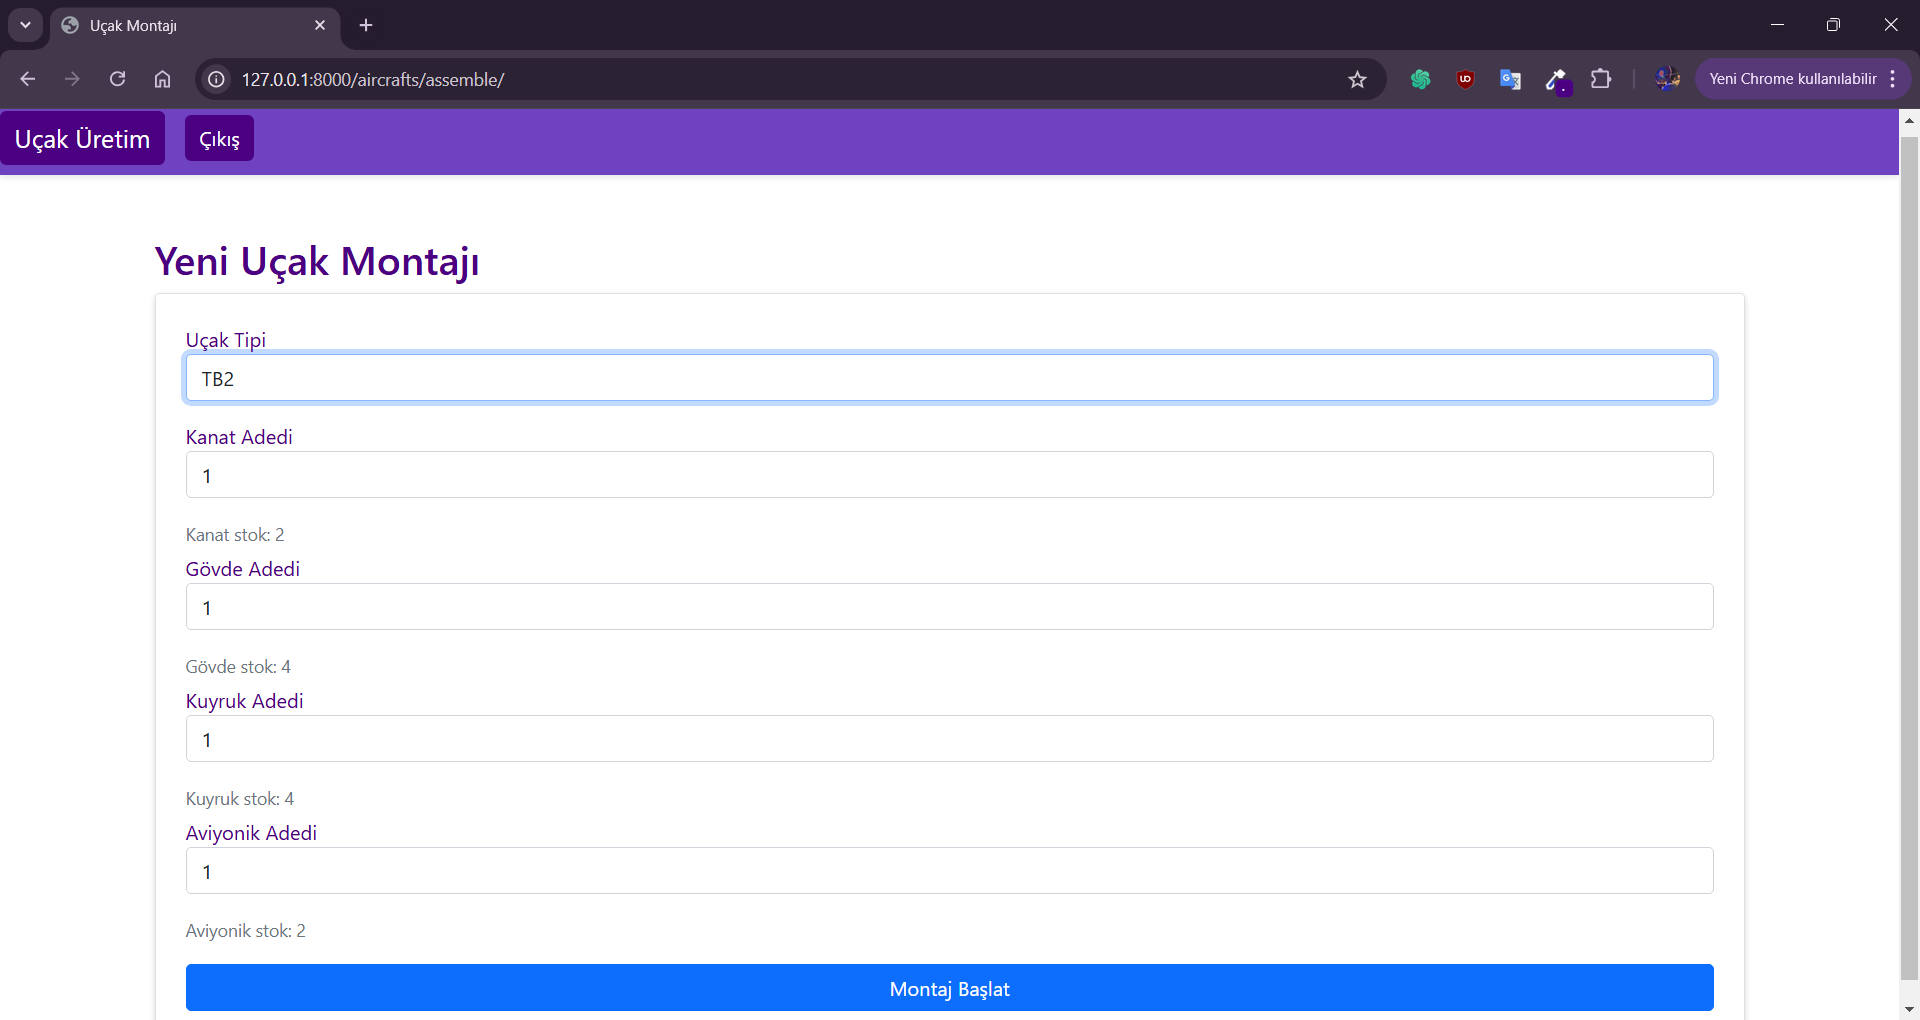 Uçak Montajı
127.0.0.1:8000/aircrafts/assemble/
Yeni Chrome kullanılabilir
Uçak Üretim
Çıkış
Yeni Uçak Montajı
Uçak Tipi
TB2
Kanat Adedi
1
Kanat stok: 2
Gövde Adedi
1
Gövde stok: 4
Kuyruk Adedi
1
Kuyruk stok: 4
Aviyonik Adedi
1
Aviyonik stok: 2
Montaj Başlat